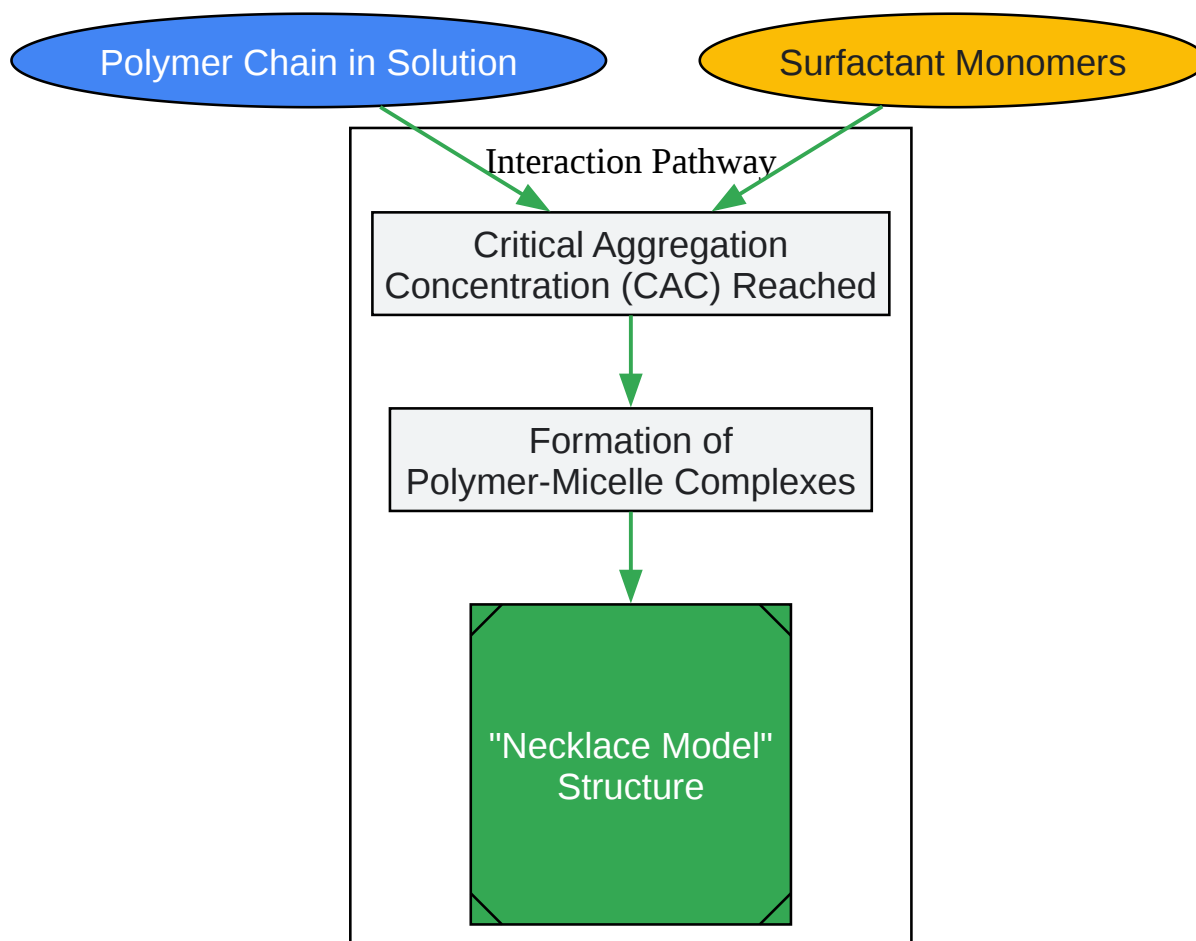 Polymer Chain in Solution
Surfactant Monomers
Interaction Pathway
Critical Aggregation
Concentration (CAC) Reached
Formation of
Polymer-Micelle Complexes
"Necklace Model"
Structure